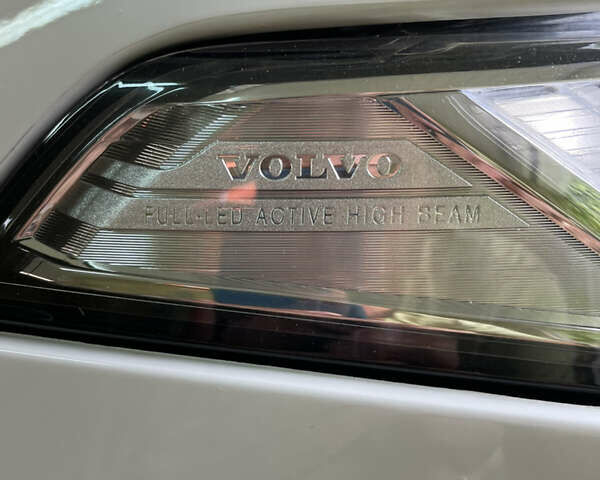 VOLVO
FULL-LED ACTIVE HIGH BEAM